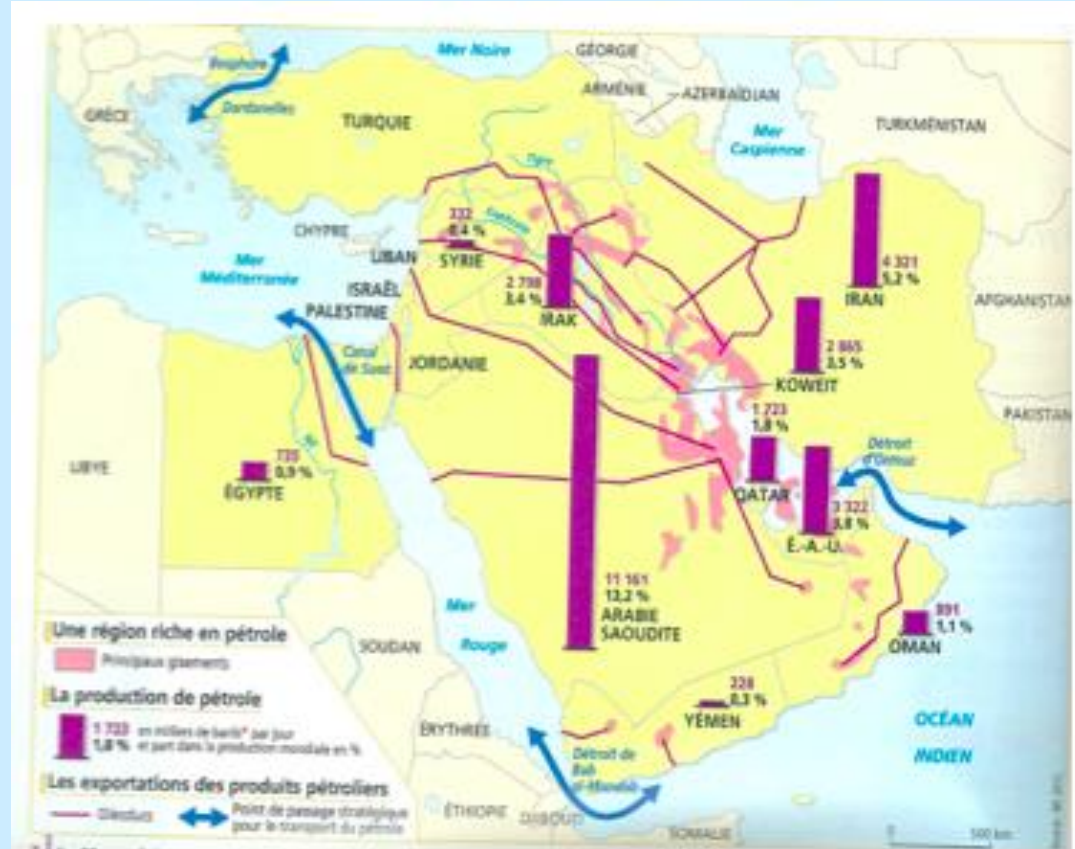 Mer Noire
GÉORGIE
Bosphore
ARMÉNIE
AZERBAÏDJAN
GRÈCE
Dardanelles
TURQUIE
Mer
Caspienne
TURKMÉNISTAN
Tigre
Euphrate
CHYPRE
332
0,4 %
SYRIE
LIBAN
Mer
Méditerranée
ISRAËL
PALESTINE
2 798
3,4 %
IRAK
4 321
5,2 %
IRAN
AFGHANISTAN
Canal
de Suez
JORDANIE
2 865
3,5 %
KOWEIT
PAKISTAN
1 723
1,8 %
QATAR
Détroit
d'Ormuz
LIBYE
Nil
735
0,9 %
ÉGYPTE
3 322
3,8 %
É.-A.-U.
11 161
13,2 %
ARABIE
SAOUDITE
891
1,1 %
OMAN
Mer
Rouge
SOUDAN
228
0,3 %
YÉMEN
ÉRYTHRÉE
OCÉAN
INDIEN
Détroit de
Bab
el-Mandeb
ÉTHIOPIE
DJIBOUTI
SOMALIE
0
500 km
Une région riche en pétrole
Principaux gisements
La production de pétrole
1 723
1,8 %
en milliers de barils* par jour
et part dans la production mondiale en %
Les exportations des produits pétroliers
Oléoducs
Point de passage stratégique
pour le transport du pétrole